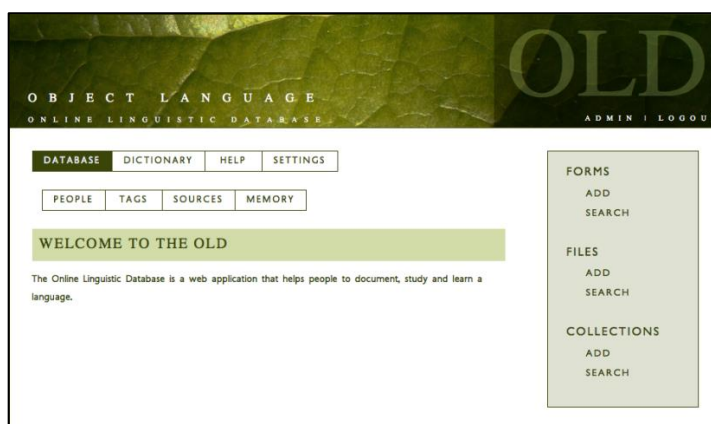 OLD
OBJECT LANGUAGE
ONLINE LINGUISTIC DATABASE
ADMIN | LOGOU
DATABASE DICTIONARY HELP SETTINGS
PEOPLE TAGS SOURCES MEMORY
WELCOME TO THE OLD
The Online Linguistic Database is a web application that helps people to document, study and learn a
language.
FORMS
ADD
SEARCH
FILES
ADD
SEARCH
COLLECTIONS
ADD
SEARCH